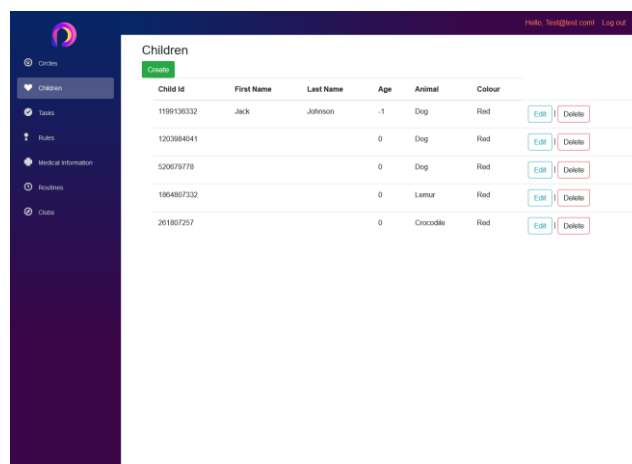 Hello, Test@test.com! Log out
Circles
Children
Tasks
Rules
Medical Information
Routines
Clubs
Children
Create
Child Id First Name Last Name Age Animal Colour
1199136332 Jack Johnson -1 Dog Red Edit | Delete
1203984041 0 Dog Red Edit | Delete
520679778 0 Dog Red Edit | Delete
1864807332 0 Lemur Red Edit | Delete
261807257 0 Crocodile Red Edit | Delete